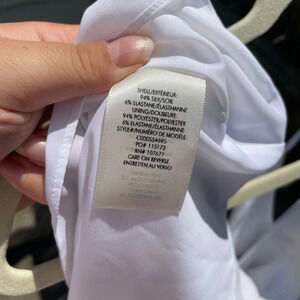 SHELL/EXTÉRIEUR:
94% SILK/SOIE
6% ELASTANE/ÉLASTHANNE
LINING/DOUBLURE:
94% POLYESTER/POLYESTER
6% ELASTANE/ÉLASTHANNE
STYLE#/NUMÉRO DE MODÈLE:
C000554695
PO# 115173
RN# 107677
CARE ON REVERSE
ENTRETIEN AU VERSO